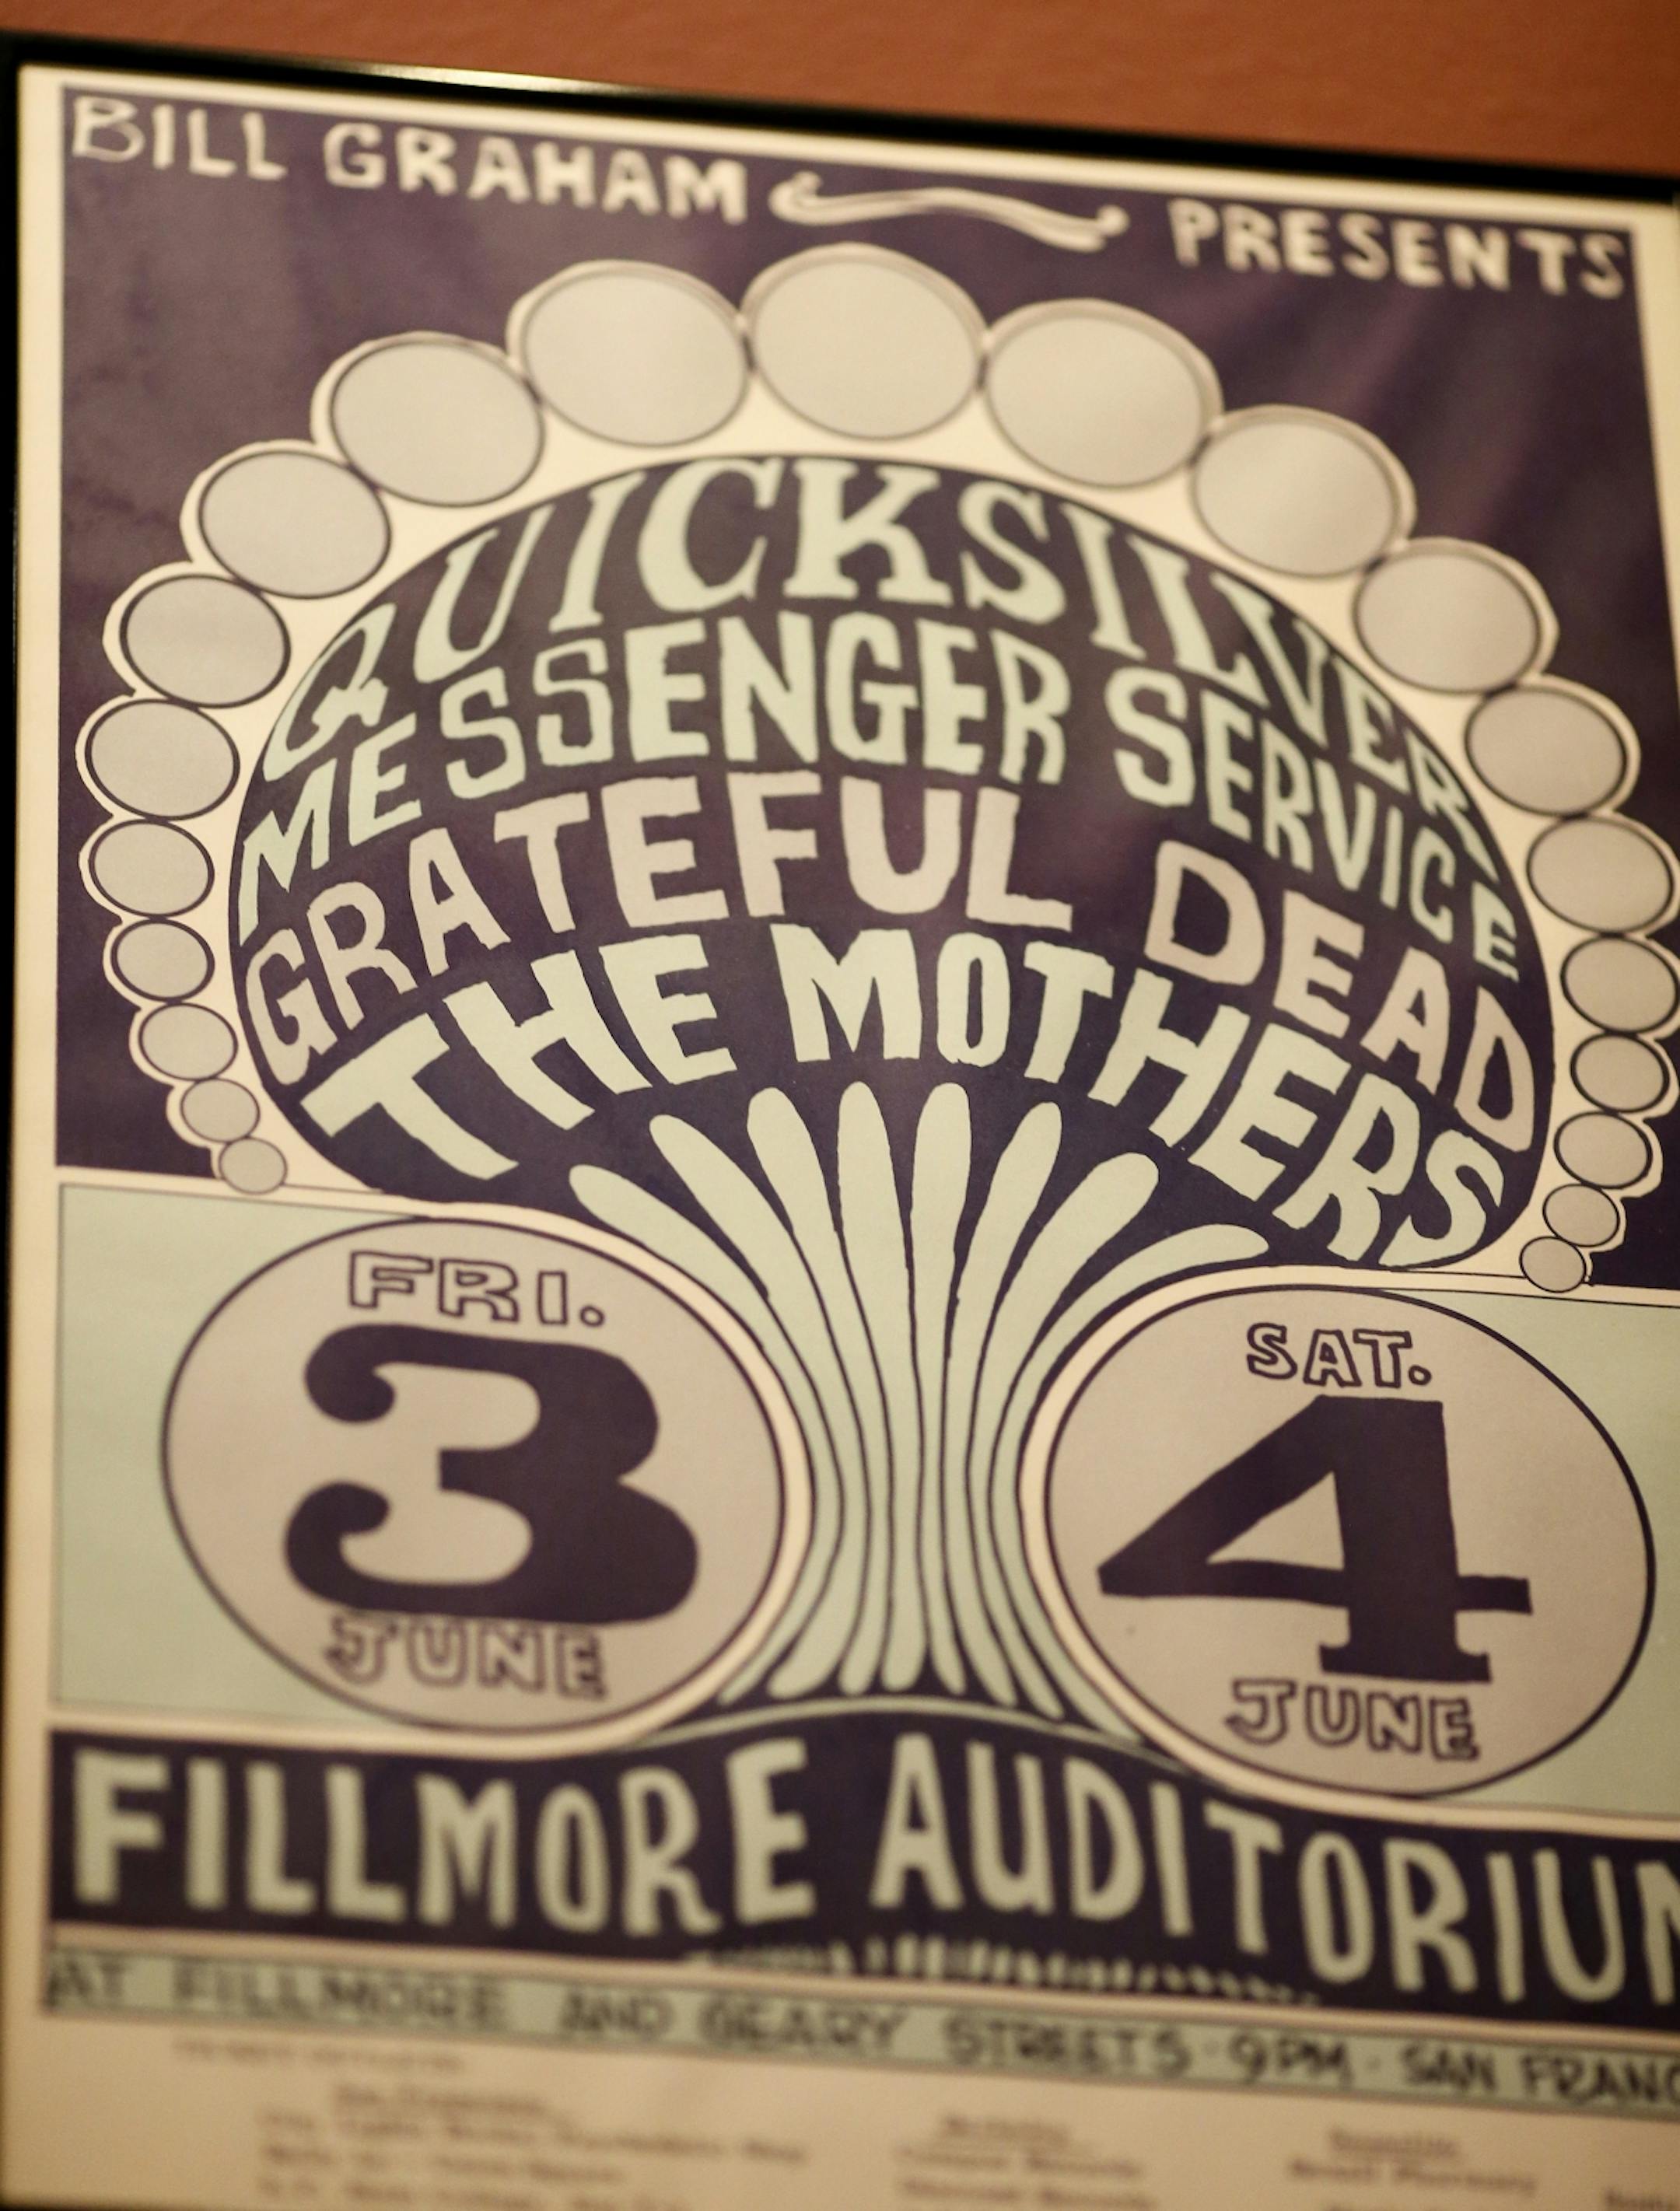 BILL GRAHAM PRESENTS
QUICKSILVER
MESSENGER SERVICE
GRATEFUL DEAD
THE MOTHERS
FRI.
3
JUNE
SAT.
4
JUNE
FILLMORE AUDITORIUM
AT FILLMORE AND GEARY STREETS · 9PM · SAN FRANC